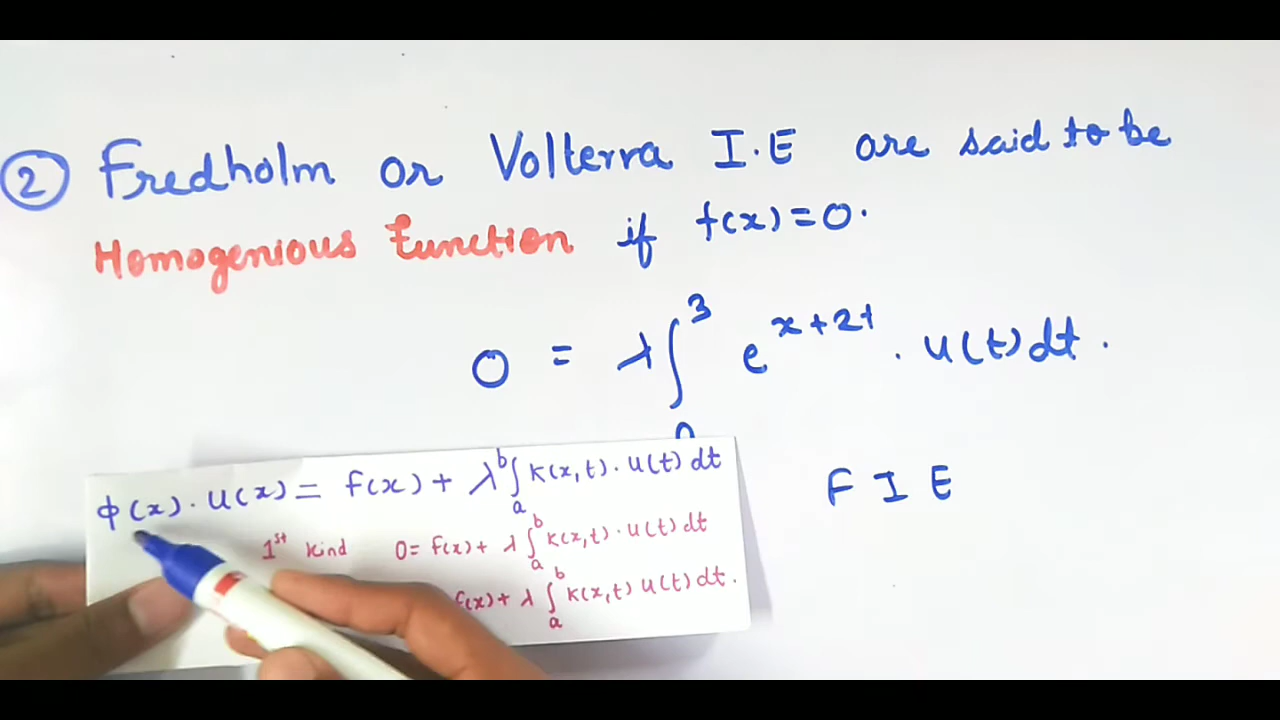 ② Fredholm or Volterra I.E are said to be
Homogenious Function if f(x)=0.
0 = λ∫₀³ e^(x+2t) . u(t)dt.
ϕ(x).u(x) = f(x)+ λ∫ₐᵇ k(x,t).u(t)dt
F I E
1st kind 0= f(x)+ λ∫ₐᵇ k(x,t).u(t)dt
f(x)+ λ∫ₐᵇ k(x,t)u(t)dt.